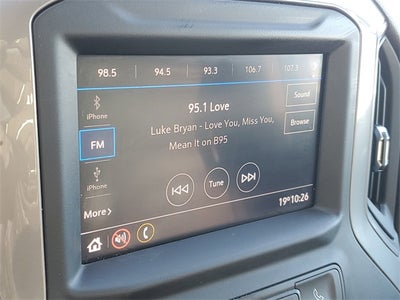 98.5 94.5 93.3 106.7 107.3
iPhone
95.1 Love
Sound
Luke Bryan - Love You, Miss You,
Mean It on B95
Browse
FM
iPhone
Tune
More >
19° 10:26